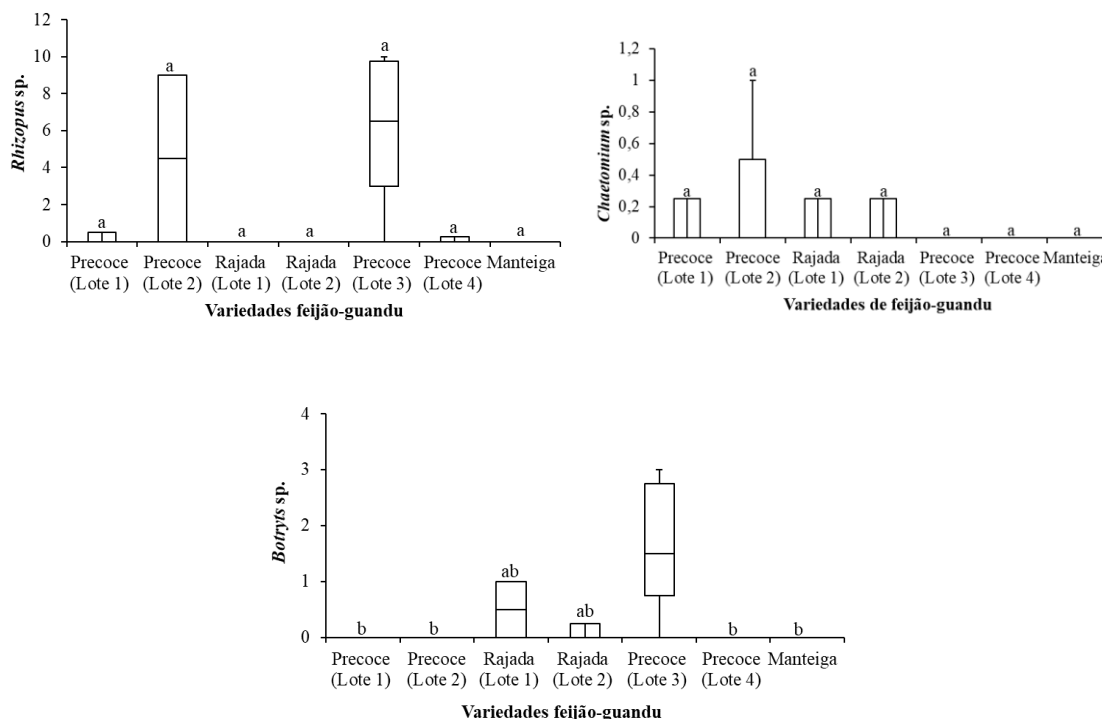 12
10
8
6
4
2
0
Rhizopus sp.
a
a
a
a
a
a
a
Precoce Precoce Rajada Rajada Precoce Precoce Manteiga
(Lote 1) (Lote 2) (Lote 1) (Lote 2) (Lote 3) (Lote 4)
Variedades feijão-guandu
1,2
1
0,8
0,6
0,4
0,2
0
Chaetomium sp.
a
a
a
a
a
a
a
Precoce Precoce Rajada Rajada Precoce Precoce Manteiga
(Lote 1) (Lote 2) (Lote 1) (Lote 2) (Lote 3) (Lote 4)
Variedades de feijão-guandu
4
3
2
1
0
Botryts sp.
b
b
ab
ab
b
b
Precoce Precoce Rajada Rajada Precoce Precoce Manteiga
(Lote 1) (Lote 2) (Lote 1) (Lote 2) (Lote 3) (Lote 4)
Variedades feijão-guandu